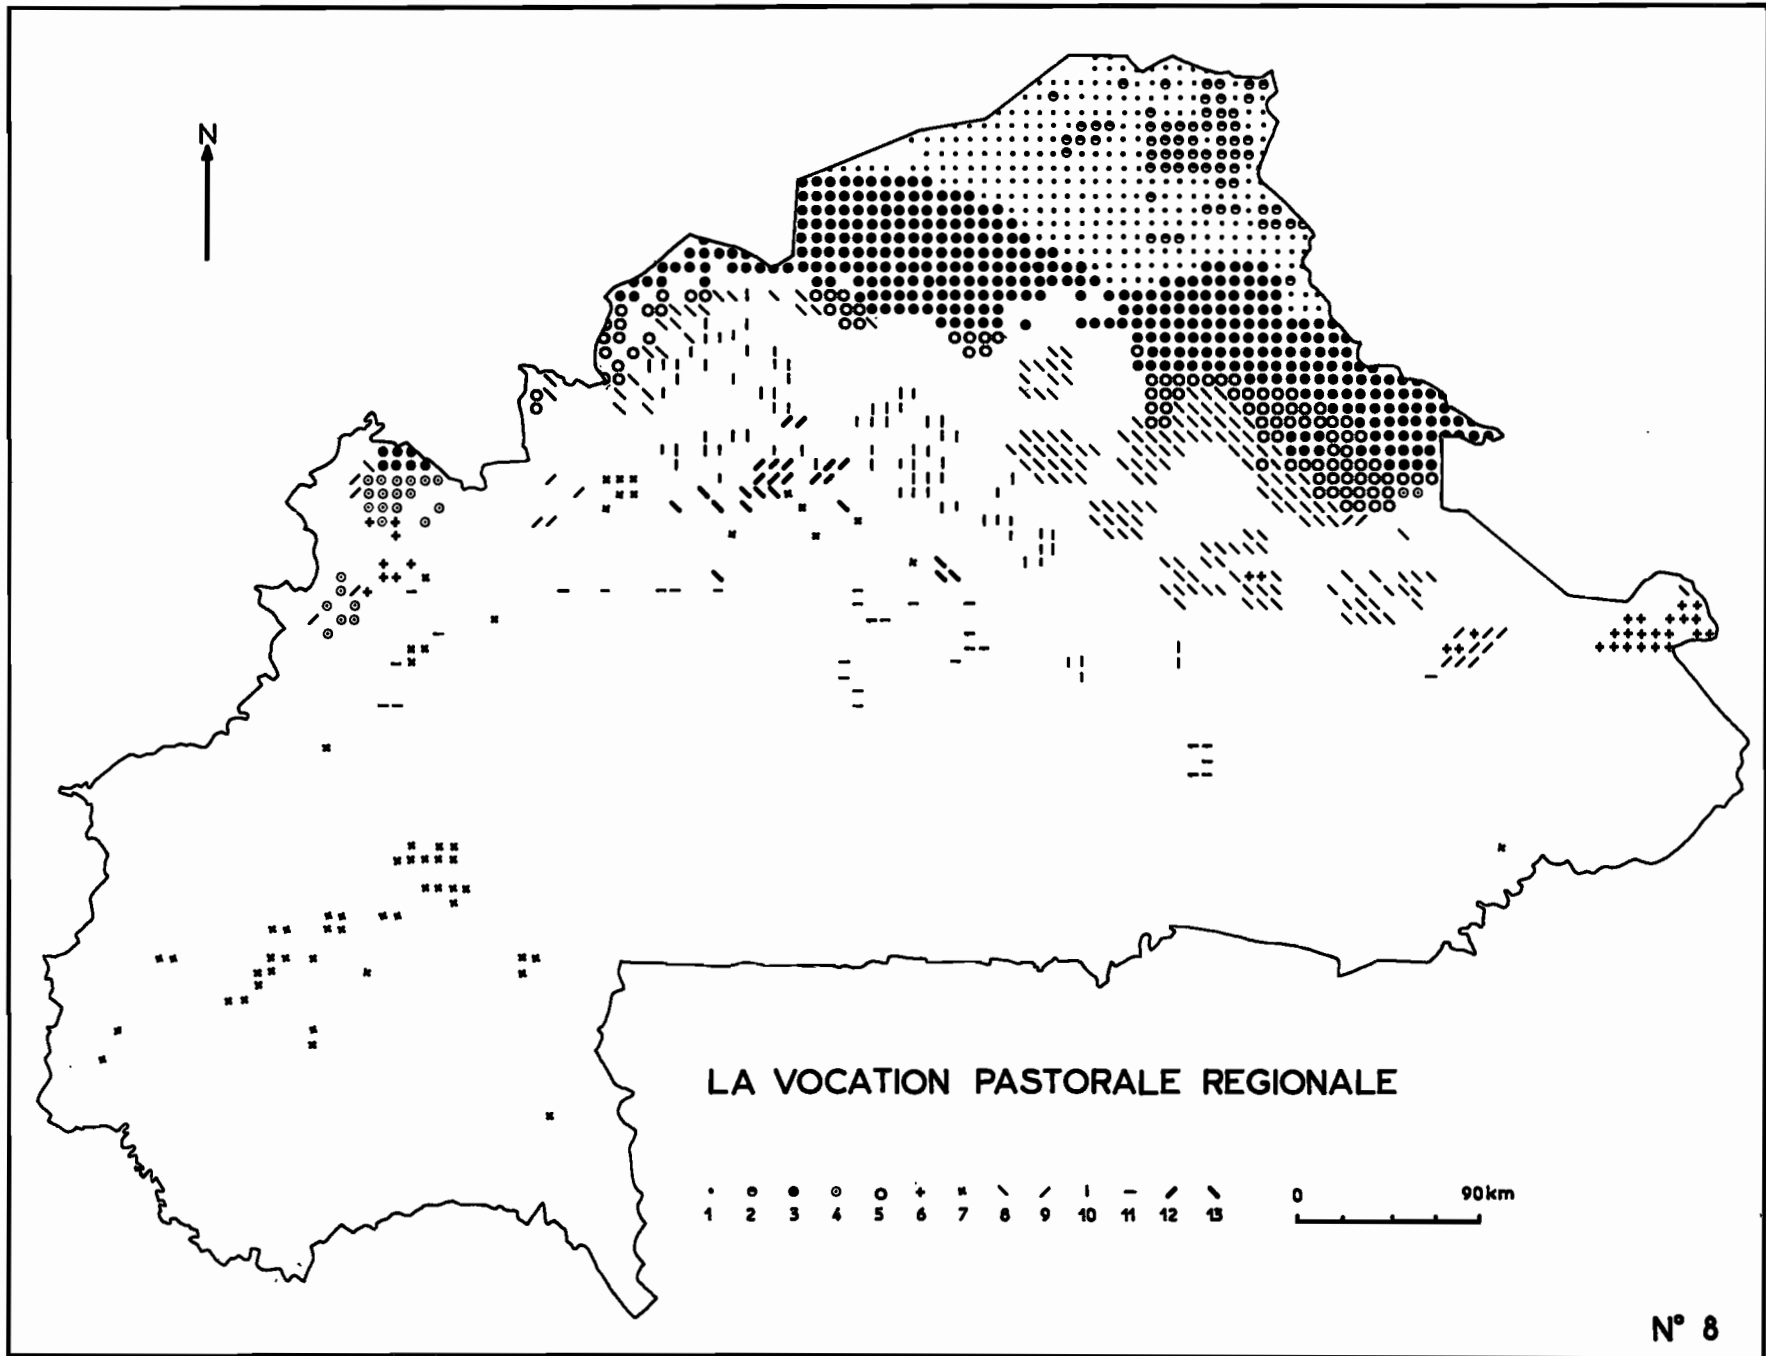 N
LA VOCATION PASTORALE REGIONALE
1 2 3 4 5 6 7 8 9 10 11 12 13
0 90km
N° 8